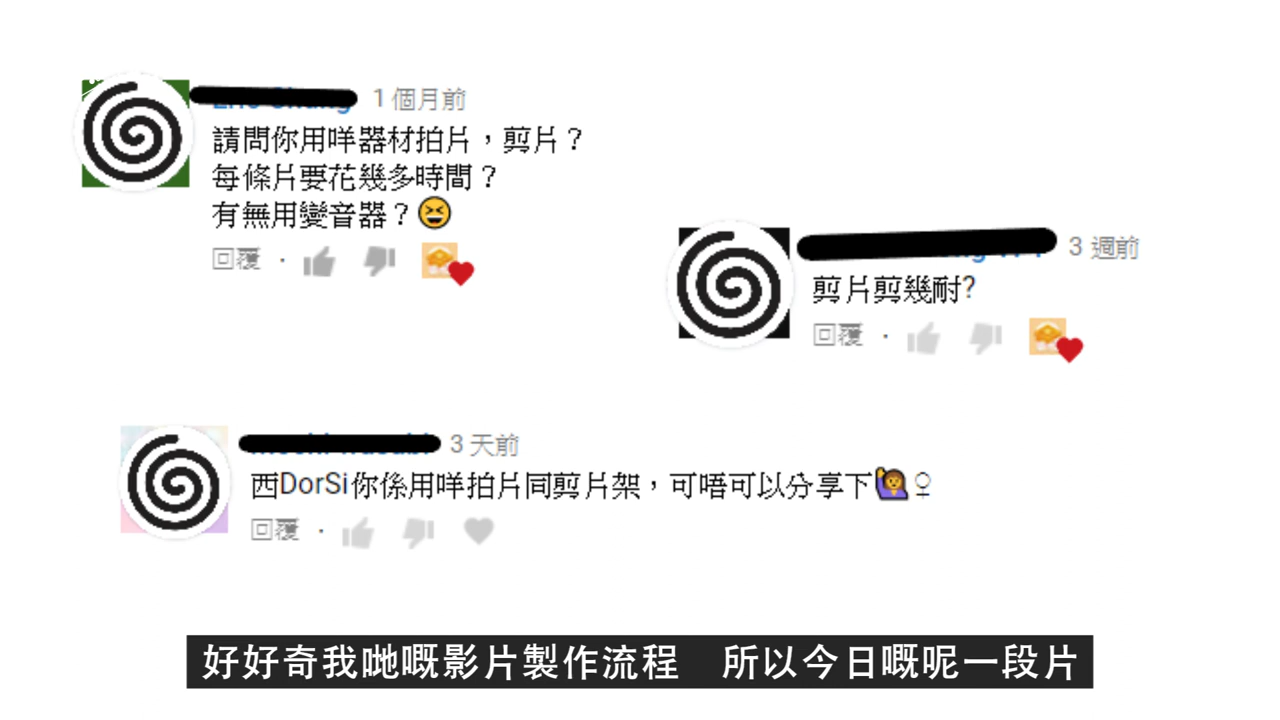 1 個月前
請問你用咩器材拍片，剪片？
每條片要花幾多時間？
有無用變音器？😆
回覆 ·
3 週前
剪片剪幾耐?
回覆 ·
3 天前
西DorSi你係用咩拍片同剪片架，可唔可以分享下🙋♀
回覆 ·
好好奇我哋嘅影片製作流程 所以今日嘅呢一段片